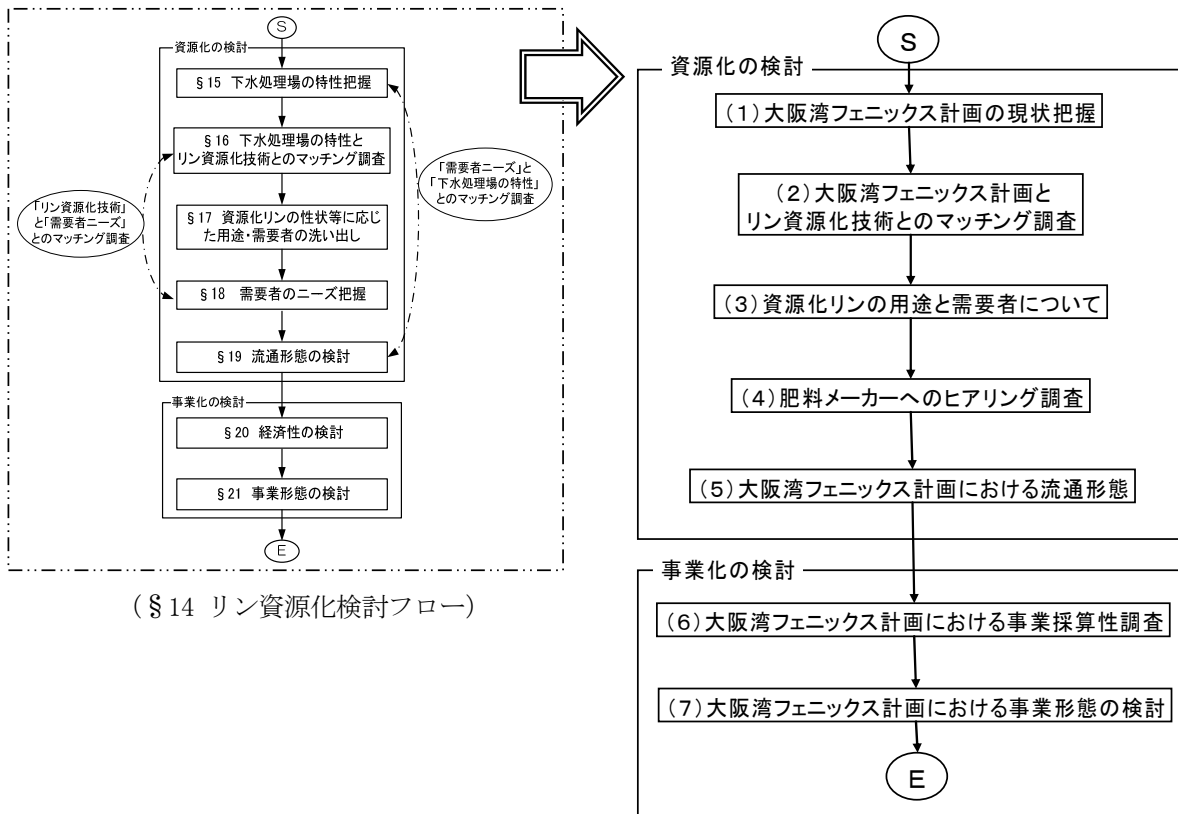 S
資源化の検討
§15 下水処理場の特性把握
§16 下水処理場の特性と
リン資源化技術とのマッチング調査
§17 資源化リンの性状等に応じ
た用途・需要者の洗い出し
§18 需要者のニーズ把握
§19 流通形態の検討
「リン資源化技術」
と「需要者ニーズ」
とのマッチング調査
「需要者ニーズ」と
「下水処理場の特性」
とのマッチング調査
事業化の検討
§20 経済性の検討
§21 事業形態の検討
E
(§14 リン資源化検討フロー)
S
資源化の検討
(1)大阪湾フェニックス計画の現状把握
(2)大阪湾フェニックス計画と
リン資源化技術とのマッチング調査
(3)資源化リンの用途と需要者について
(4)肥料メーカーへのヒアリング調査
(5)大阪湾フェニックス計画における流通形態
事業化の検討
(6)大阪湾フェニックス計画における事業採算性調査
(7)大阪湾フェニックス計画における事業形態の検討
E